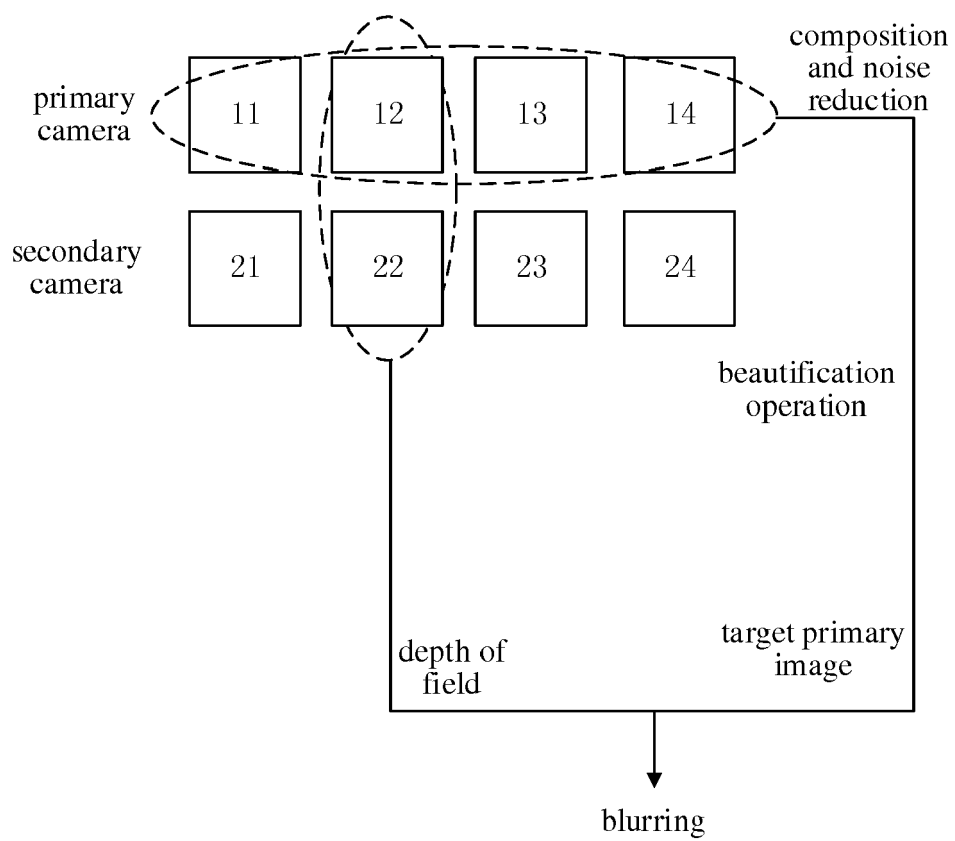 composition
and noise
reduction
primary
camera
11 12 13 14
secondary
camera
21 22 23 24
beautification
operation
depth of
field
target primary
image
blurring